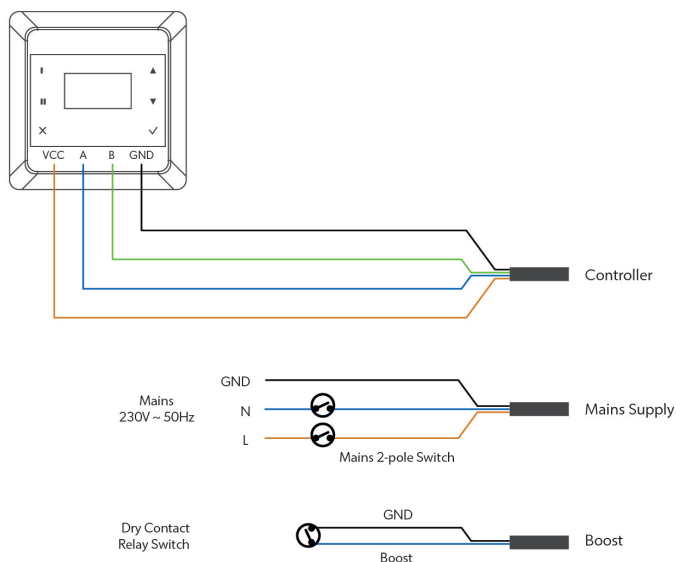 VCC A B GND
Controller
GND
Mains
230V ~ 50Hz
N
Mains Supply
L
Mains 2-pole Switch
GND
Dry Contact
Relay Switch
Boost
Boost